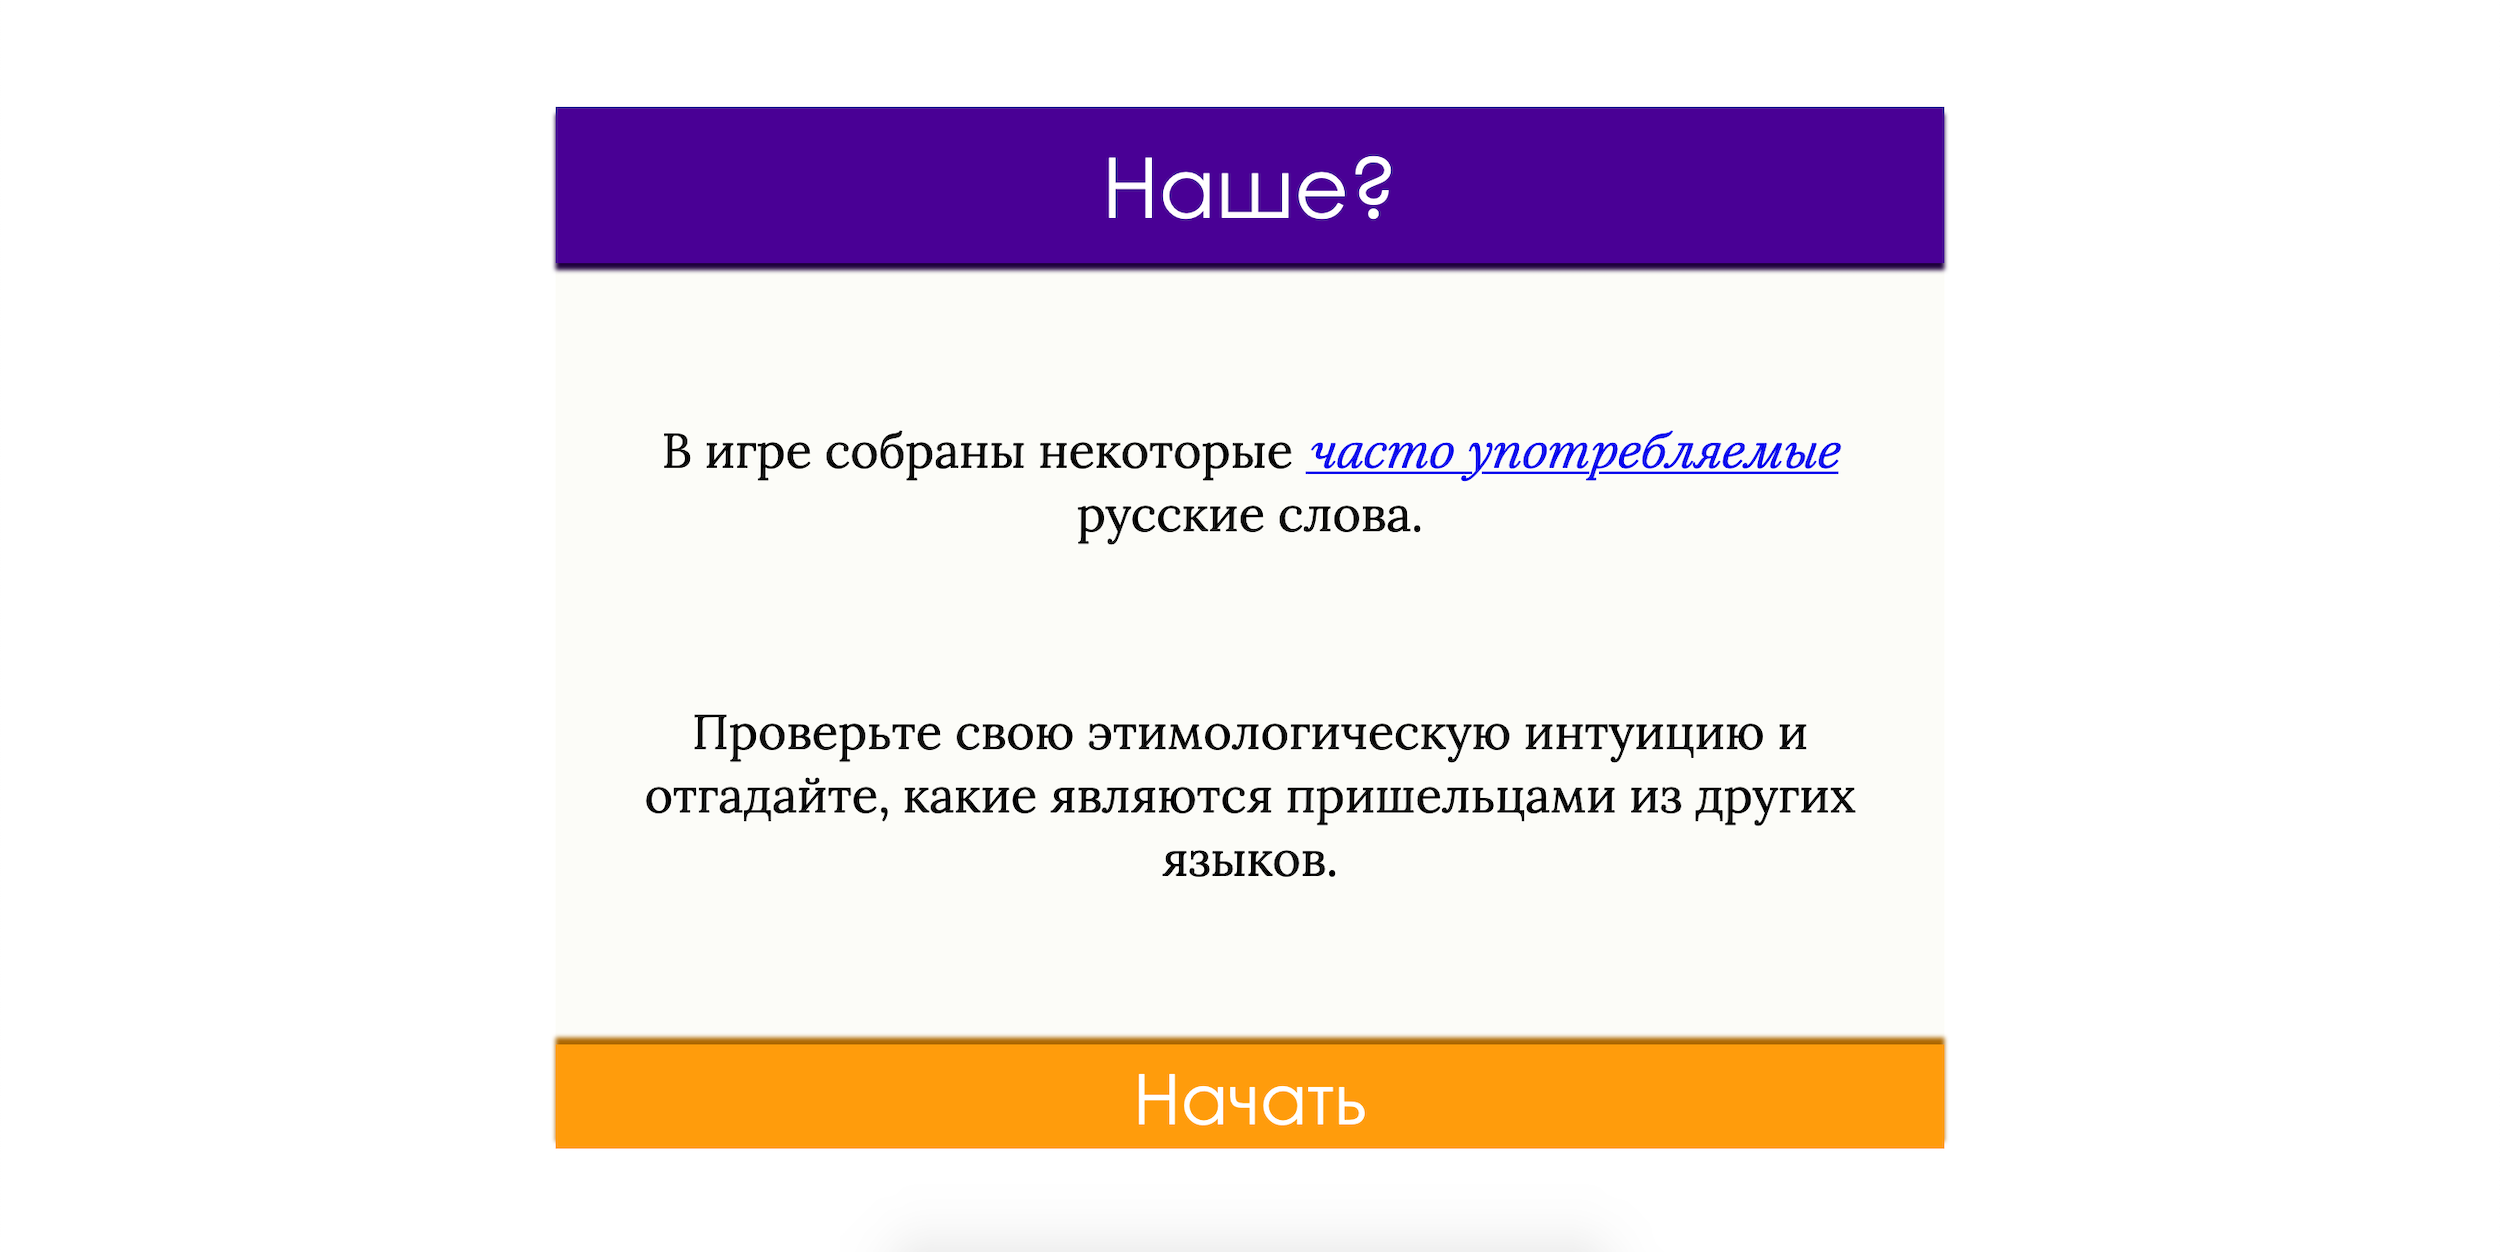 Наше?
В игре собраны некоторые часто употребляемые
русские слова.
Проверьте свою этимологическую интуицию и
отгадайте, какие являются пришельцами из других
языков.
Начать